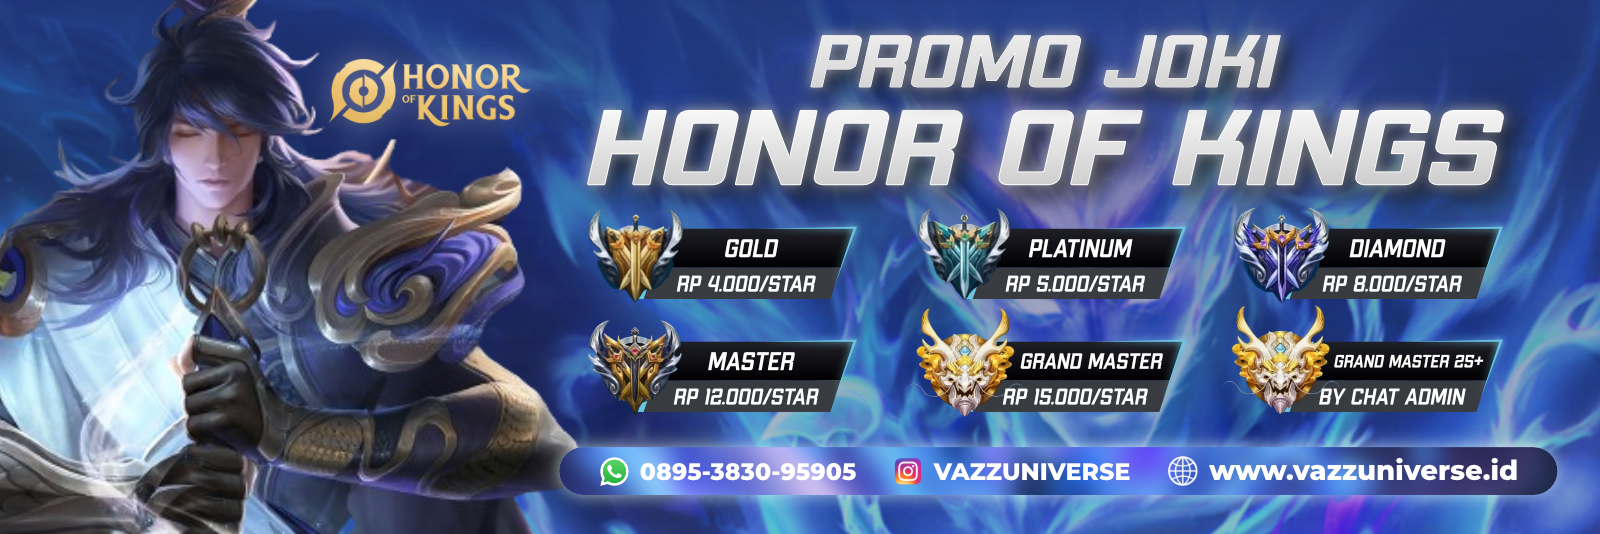 HONOR
OF
KINGS
PROMO JOKI
HONOR OF KINGS
GOLD
RP 4.000/STAR
PLATINUM
RP 5.000/STAR
DIAMOND
RP 8.000/STAR
MASTER
RP 12.000/STAR
GRAND MASTER
RP 15.000/STAR
GRAND MASTER 25+
BY CHAT ADMIN
0895-3830-95905
VAZZUNIVERSE
www.vazzuniverse.id